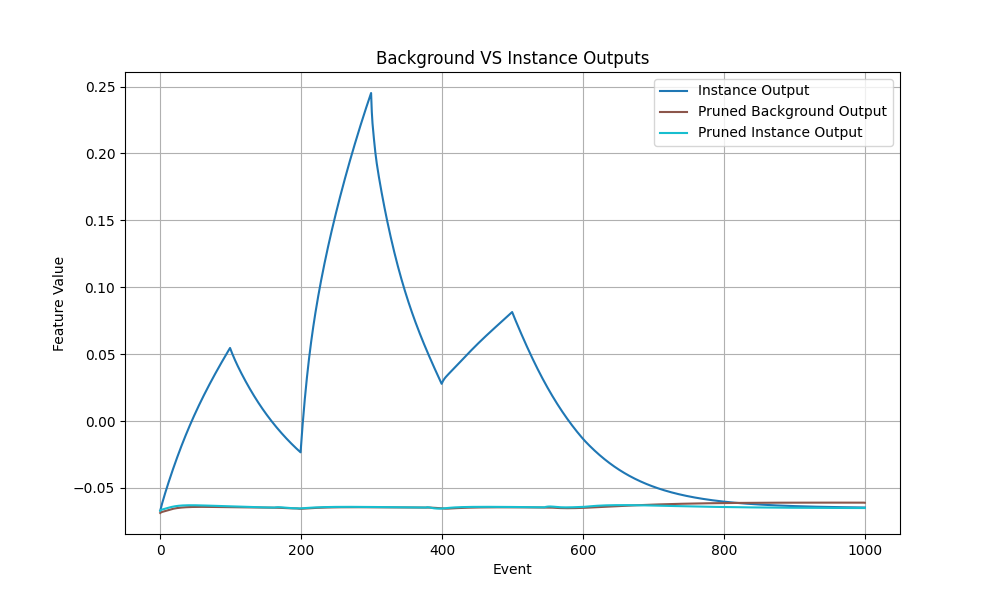 Background VS Instance Outputs
Instance Output
Pruned Background Output
Pruned Instance Output
Feature Value
0.25
0.20
0.15
0.10
0.05
0.00
−0.05
0 200 400 600 800 1000
Event